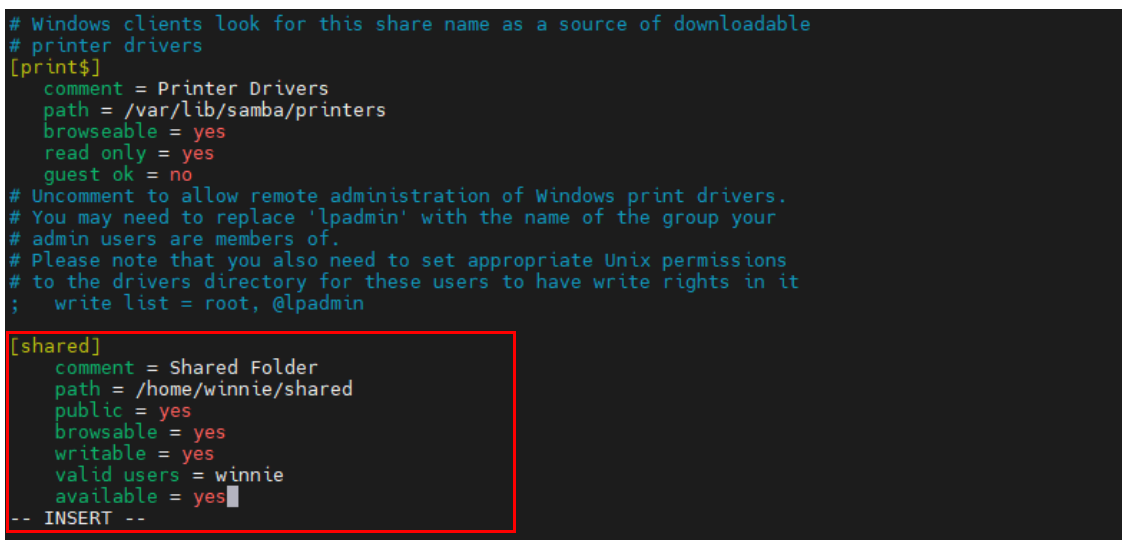 # Windows clients look for this share name as a source of downloadable
# printer drivers
[print$]
comment = Printer Drivers
path = /var/lib/samba/printers
browseable = yes
read only = yes
guest ok = no
# Uncomment to allow remote administration of Windows print drivers.
# You may need to replace 'lpadmin' with the name of the group your
# admin users are members of.
# Please note that you also need to set appropriate Unix permissions
# to the drivers directory for these users to have write rights in it
;   write list = root, @lpadmin
[shared]
comment = Shared Folder
path = /home/winnie/shared
public = yes
browsable = yes
writable = yes
valid users = winnie
available = yes
-- INSERT --